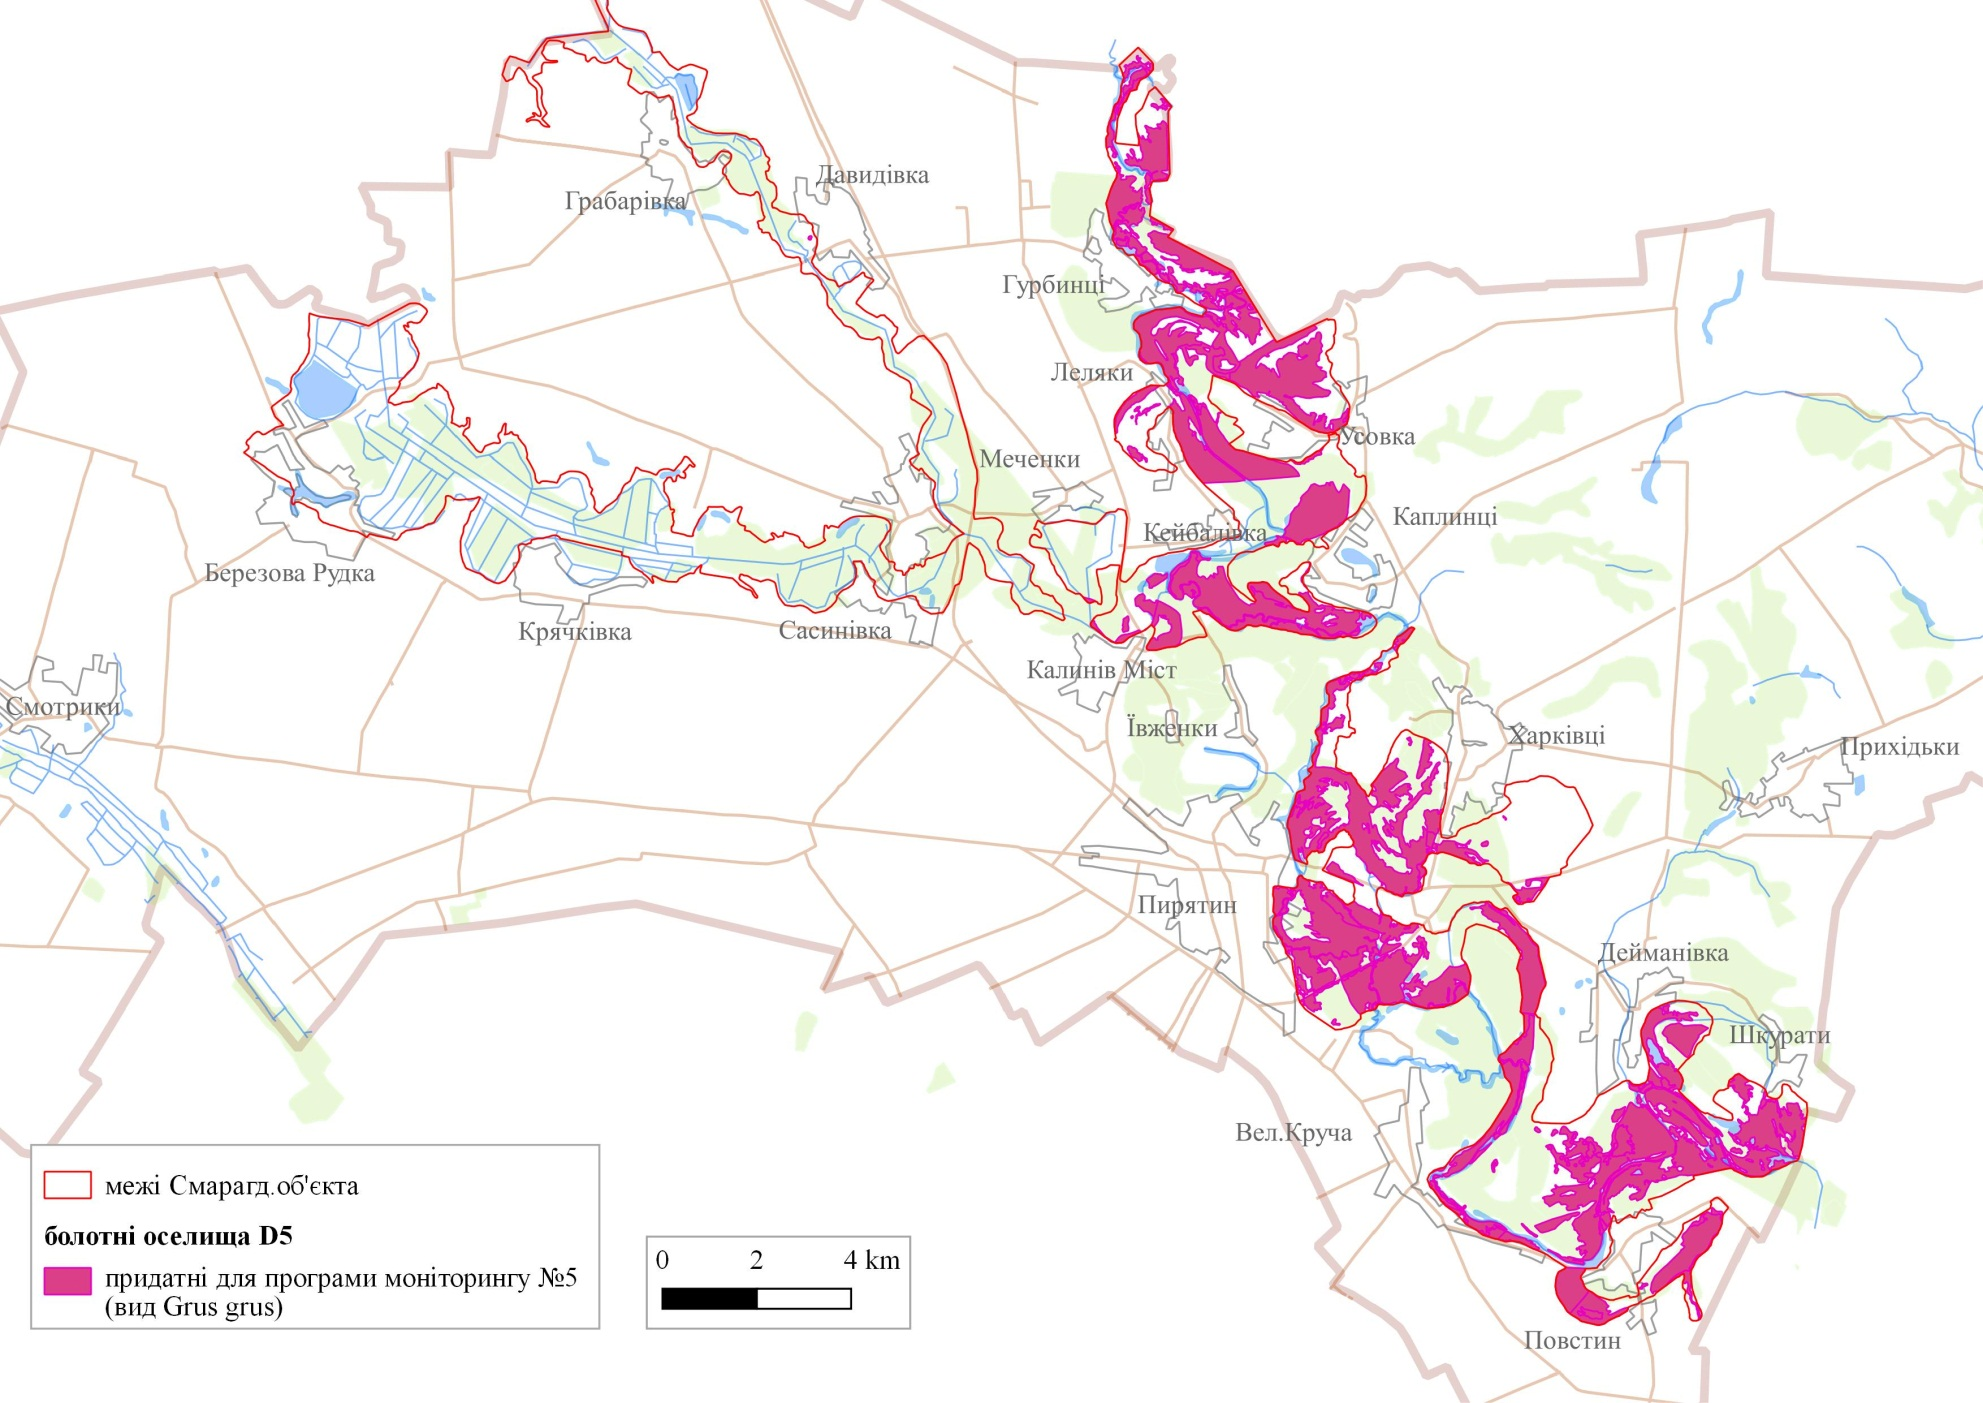 Давидівка
Грабарівка
Гурбинці
Леляки
Усовка
Меченки
Каплинці
Кейбалівка
Березова Рудка
Крячківка
Сасинівка
Калинів Міст
Смотрики
Ївженки
Харківці
Прихідьки
Пирятин
Дейманівка
Шкурати
Вел.Круча
Повстин
межі Смарагд.об'єкта
болотні оселища D5
придатні для програми моніторингу №5
(вид Grus grus)
0 2 4 km